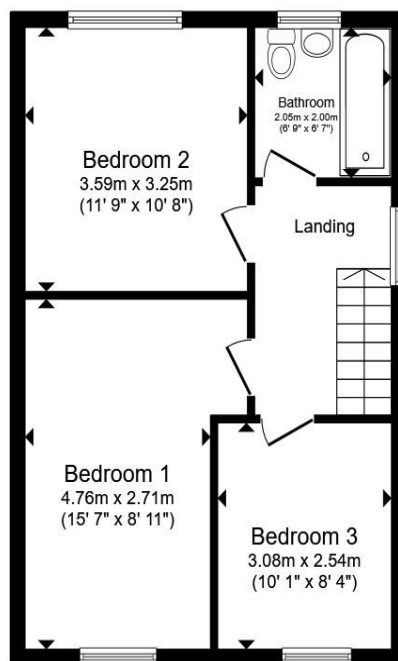 Bathroom
2.05m x 2.00m
(6' 9" x 6' 7")
Bedroom 2
3.59m x 3.25m
(11' 9" x 10' 8")
Landing
Bedroom 1
4.76m x 2.71m
(15' 7" x 8' 11")
Bedroom 3
3.08m x 2.54m
(10' 1" x 8' 4")